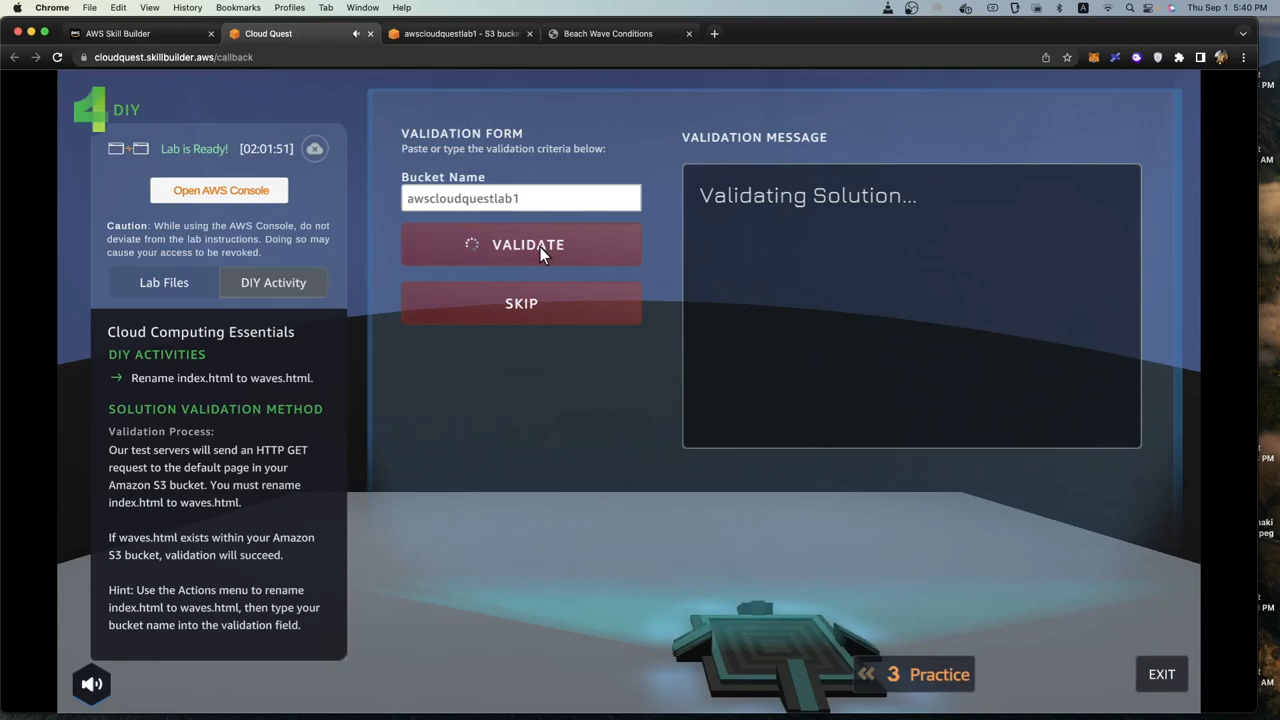 Chrome File Edit View History Bookmarks Profiles Tab Window Help
Thu Sep 1 5:40 PM
AWS Skill Builder
Cloud Quest
awscloudquestlab1 - S3 bucke
Beach Wave Conditions
cloudquest.skillbuilder.aws/callback
4 DIY
Lab is Ready! [02:01:51]
Open AWS Console
Caution: While using the AWS Console, do not
deviate from the lab instructions. Doing so may
cause your access to be revoked.
Lab Files
DIY Activity
Cloud Computing Essentials
DIY ACTIVITIES
→ Rename index.html to waves.html.
SOLUTION VALIDATION METHOD
Validation Process:
Our test servers will send an HTTP GET
request to the default page in your
Amazon S3 bucket. You must rename
index.html to waves.html.
If waves.html exists within your Amazon
S3 bucket, validation will succeed.
Hint: Use the Actions menu to rename
index.html to waves.html, then type your
bucket name into the validation field.
VALIDATION FORM
Paste or type the validation criteria below:
Bucket Name
awscloudquestlab1
VALIDATE
SKIP
VALIDATION MESSAGE
Validating Solution...
3 Practice
EXIT